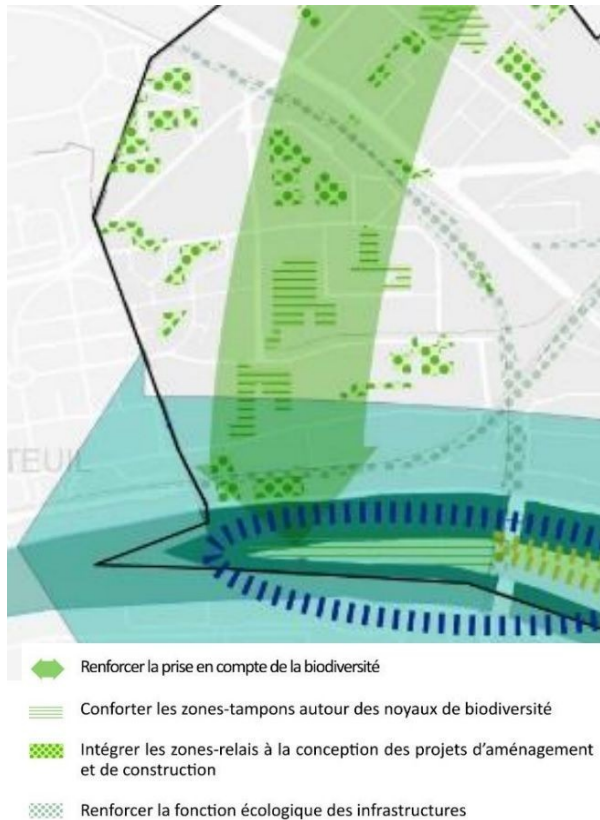 TEUIL
Renforcer la prise en compte de la biodiversité
Conforter les zones-tampons autour des noyaux de biodiversité
Intégrer les zones-relais à la conception des projets d’aménagement
et de construction
Renforcer la fonction écologique des infrastructures